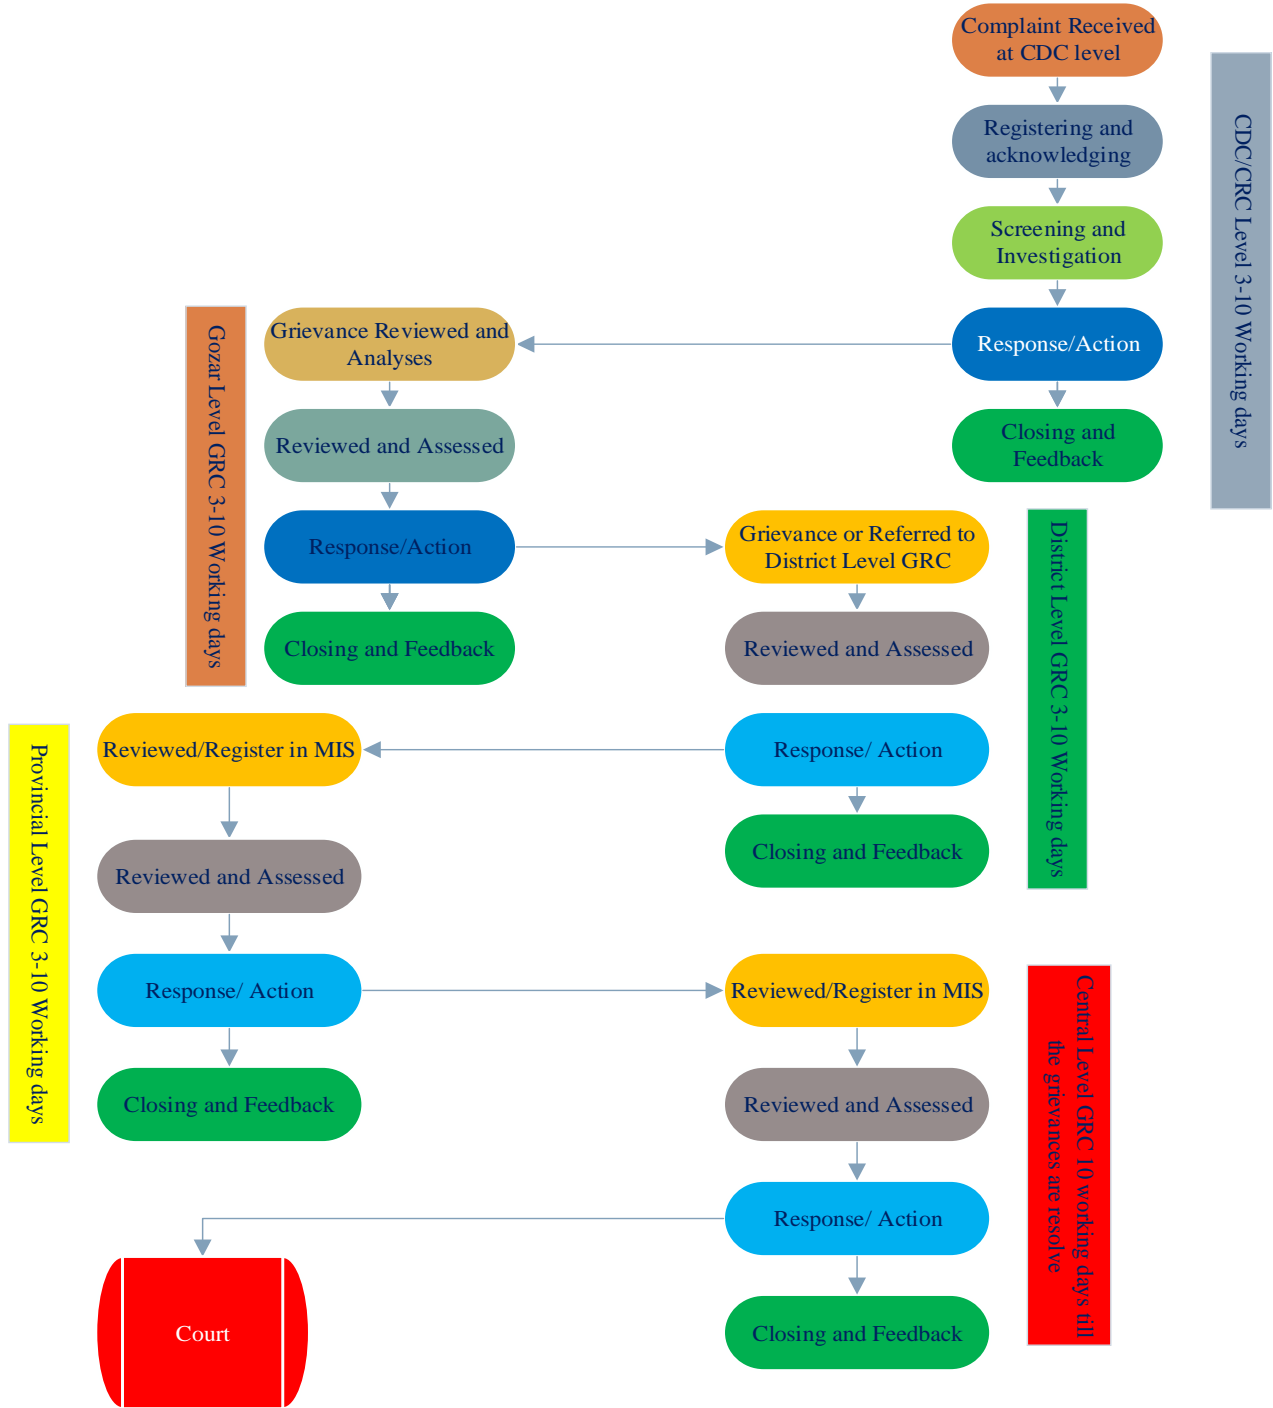 Complaint Received
at CDC level
Registering and
acknowledging
Screening and
Investigation
Response/Action
Closing and
Feedback
CDC/CRC Level 3-10 Working days
Grievance Reviewed and
Analyses
Reviewed and Assessed
Response/Action
Closing and Feedback
Gozar Level GRC 3-10 Working days
Grievance or Referred to
District Level GRC
Reviewed and Assessed
Response/ Action
Closing and Feedback
District Level GRC 3-10 Working days
Reviewed/Register in MIS
Reviewed and Assessed
Response/ Action
Closing and Feedback
Provincial Level GRC 3-10 Working days
Reviewed/Register in MIS
Reviewed and Assessed
Response/ Action
Closing and Feedback
Central Level GRC 10 working days till
the grievances are resolve
Court